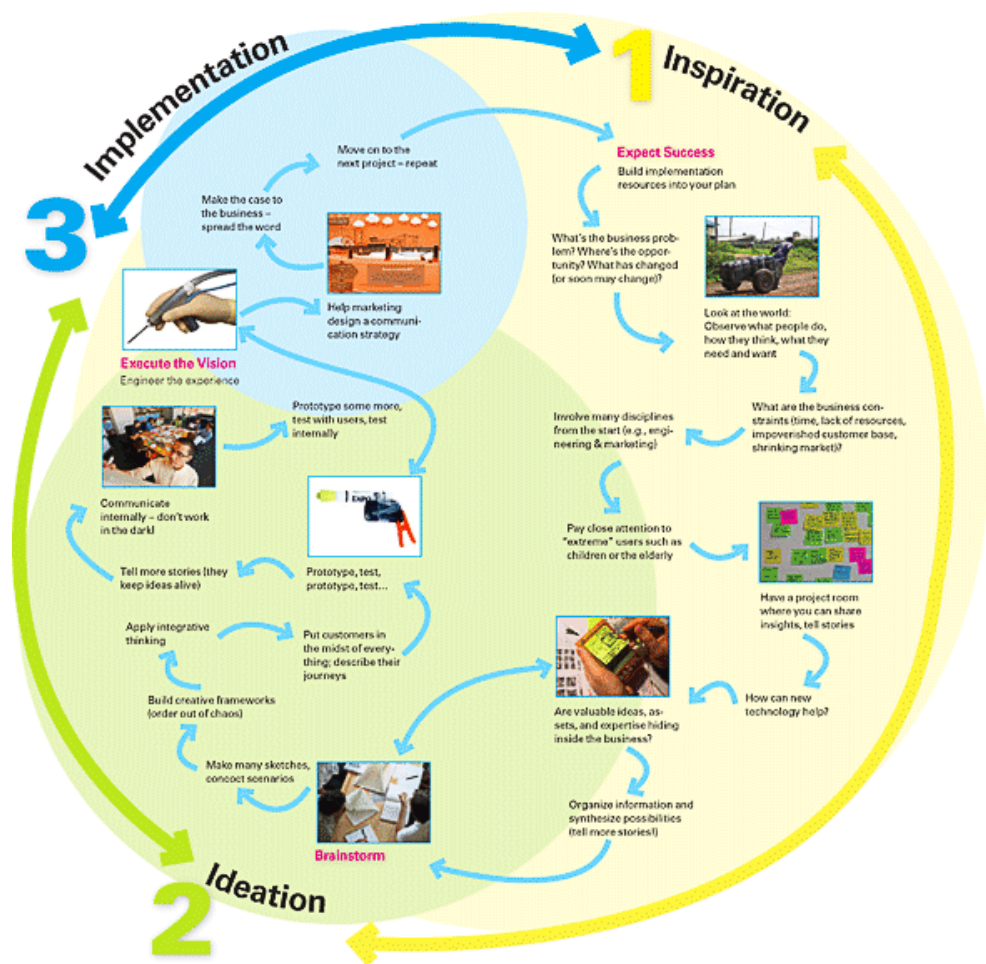 1
Inspiration
Expect Success
Build implementation
resources into your plan
What's the business prob-
lem? Where's the oppor-
tunity? What has changed
(or soon may change)?
Look at the world:
Observe what people do,
how they think, what they
need and want
What are the business con-
straints (time, lack of resources,
impoverished customer base,
shrinking market)?
Involve many disciplines
from the start (e.g., engi-
neering & marketing)
Pay close attention to
"extreme" users such as
children or the elderly
Have a project room
where you can share
insights, tell stories
How can new
technology help?
Are valuable ideas, as-
sets, and expertise hiding
inside the business?
Organize information and
synthesize possibilities
(tell more stories!)
2
Ideation
Brainstorm
Make many sketches,
concoct scenarios
Build creative frameworks
(order out of chaos)
Apply integrative
thinking
Put customers in
the midst of every-
thing; describe their
journeys
Prototype, test,
prototype, test...
EXPO
Tell more stories (they
keep ideas alive)
Communicate
internally – don't work
in the dark!
Prototype some more,
test with users, test
internally
3
Implementation
Execute the Vision
Engineer the experience
Help marketing
design a communi-
cation strategy
Make the case to
the business –
spread the word
Move on to the
next project – repeat